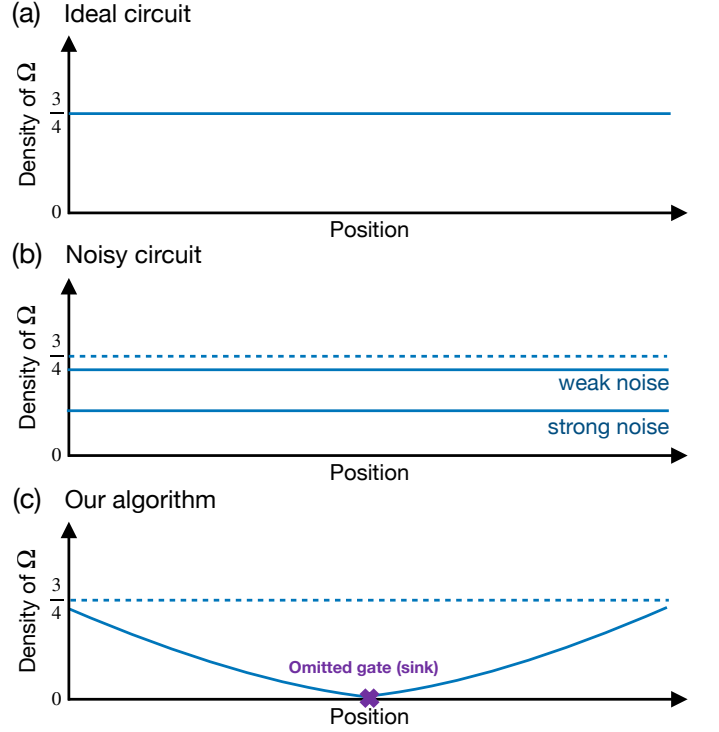 (a) Ideal circuit
Density of Ω
3
4
0
Position
(b) Noisy circuit
Density of Ω
3
4
weak noise
strong noise
0
Position
(c) Our algorithm
Density of Ω
3
4
Omitted gate (sink)
0
Position